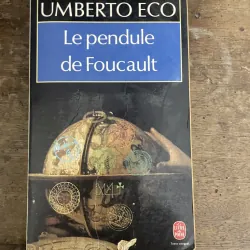 UMBERTO ECO
Le pendule
de Foucault